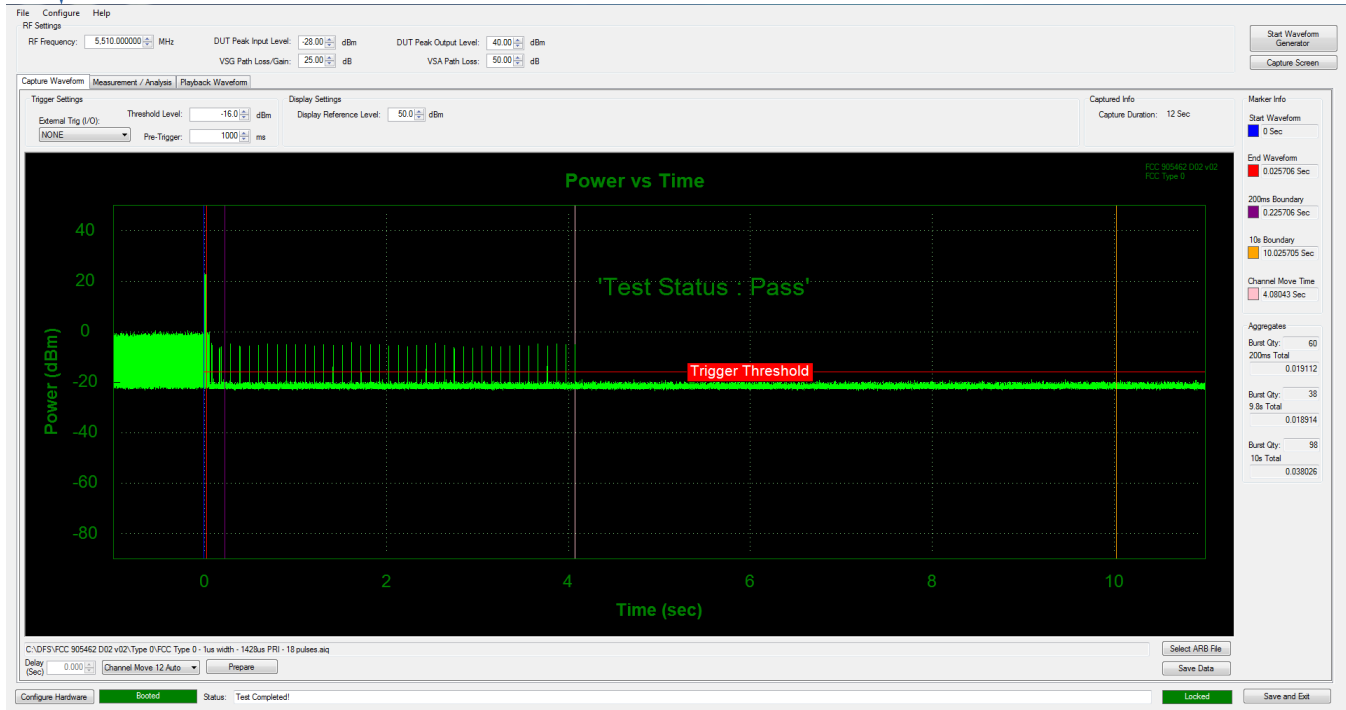 File Configure Help
RF Settings
RF Frequency: 5,510.000000 MHz DUT Peak Input Level: -28.00 dBm DUT Peak Output Level: 40.00 dBm
VSG Path Loss/Gain: 25.00 dB VSA Path Loss: 50.00 dB
Start Waveform
Generator
Capture Screen
Capture Waveform Measurement / Analysis Playback Waveform
Trigger Settings
External Trig (I/O):
NONE
Threshold Level: -16.0 dBm
Pre-Trigger: 1000 ms
Display Settings
Display Reference Level: 50.0 dBm
Captured Info
Capture Duration: 12 Sec
Power vs Time
FCC 905462 D02 v02
FCC Type 0
40
20
0
-20
-40
-60
-80
Power (dBm)
'Test Status : Pass'
Trigger Threshold
0 2 4 6 8 10
Time (sec)
Marker Info
Start Waveform
0 Sec
End Waveform
0.025706 Sec
200ms Boundary
0.225706 Sec
10s Boundary
10.025705 Sec
Channel Move Time
4.08043 Sec
Aggregates
Burst Qty: 60
200ms Total
0.019112
Burst Qty: 38
9.8s Total
0.018914
Burst Qty: 98
10s Total
0.038026
C:\DFS\FCC 905462 D02 v02\Type 0\FCC Type 0 - 1us width - 1428us PRI - 18 pulses.aiq
Select ARB File
Delay
(Sec) 0.000 Channel Move 12 Auto Prepare
Save Data
Configure Hardware Booted Status: Test Completed! Locked Save and Exit